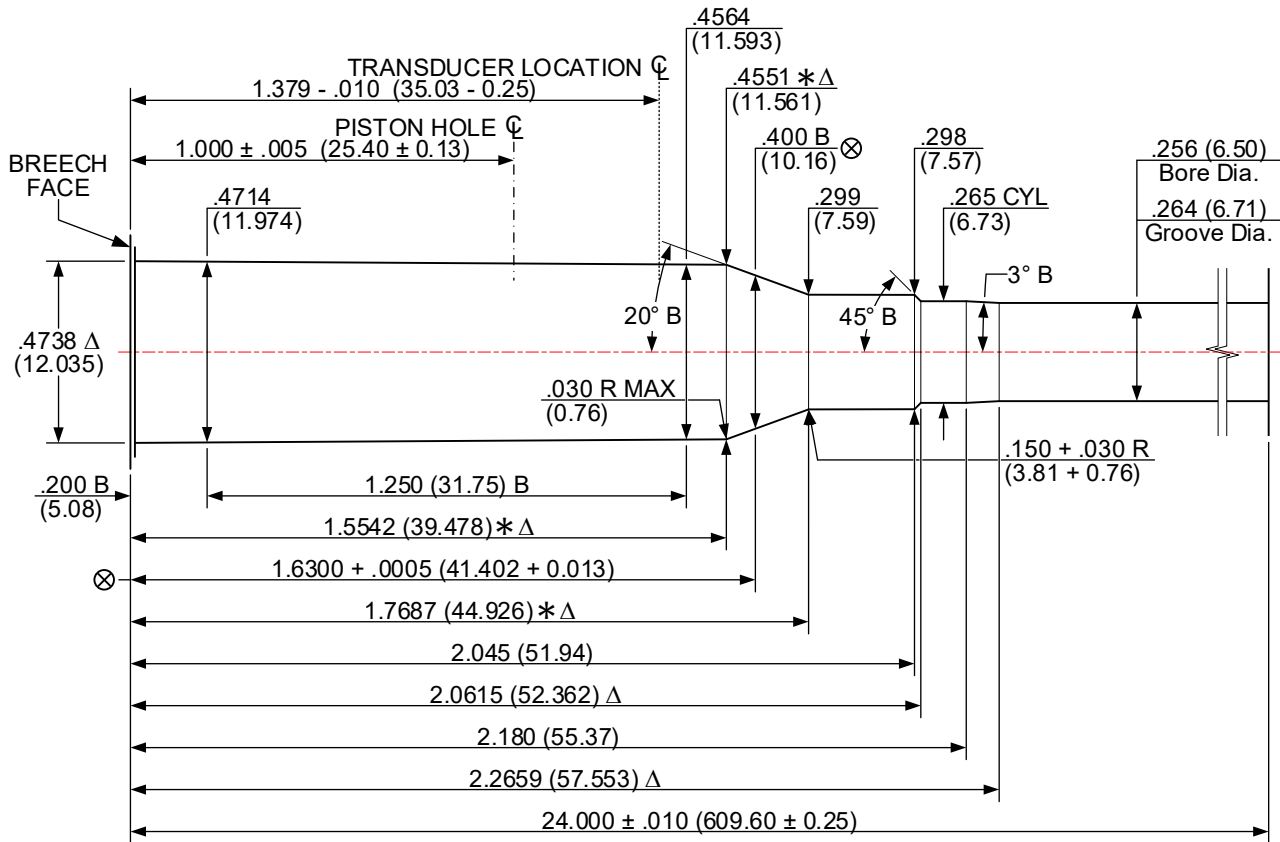 .4564
(11.593)
TRANSDUCER LOCATION ℄
1.379 - .010 (35.03 - 0.25)
.4551 ∗ Δ
(11.561)
PISTON HOLE ℄
1.000 ± .005 (25.40 ± 0.13)
.400 B ⊗
(10.16)
.298
(7.57)
.256 (6.50)
Bore Dia.
BREECH
FACE
.4714
(11.974)
.299
(7.59)
.265 CYL
(6.73)
.264 (6.71)
Groove Dia.
3° B
20° B
45° B
.4738 Δ
(12.035)
.030 R MAX
(0.76)
.150 + .030 R
(3.81 + 0.76)
.200 B
(5.08)
1.250 (31.75) B
1.5542 (39.478) ∗ Δ
⊗ 1.6300 + .0005 (41.402 + 0.013)
1.7687 (44.926) ∗ Δ
2.045 (51.94)
2.0615 (52.362) Δ
2.180 (55.37)
2.2659 (57.553) Δ
24.000 ± .010 (609.60 ± 0.25)